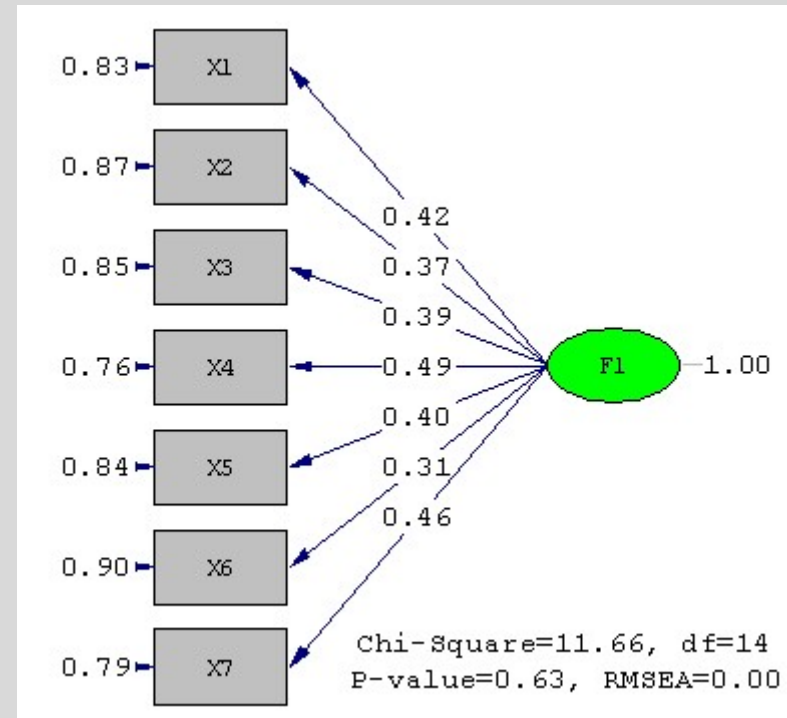 0.83 X1
0.87 X2
0.42
0.85 X3
0.37
0.39
0.76 X4 0.49 F1 1.00
0.40
0.84 X5 0.31
0.46
0.90 X6
Chi-Square=11.66, df=14
0.79 X7
P-value=0.63, RMSEA=0.00